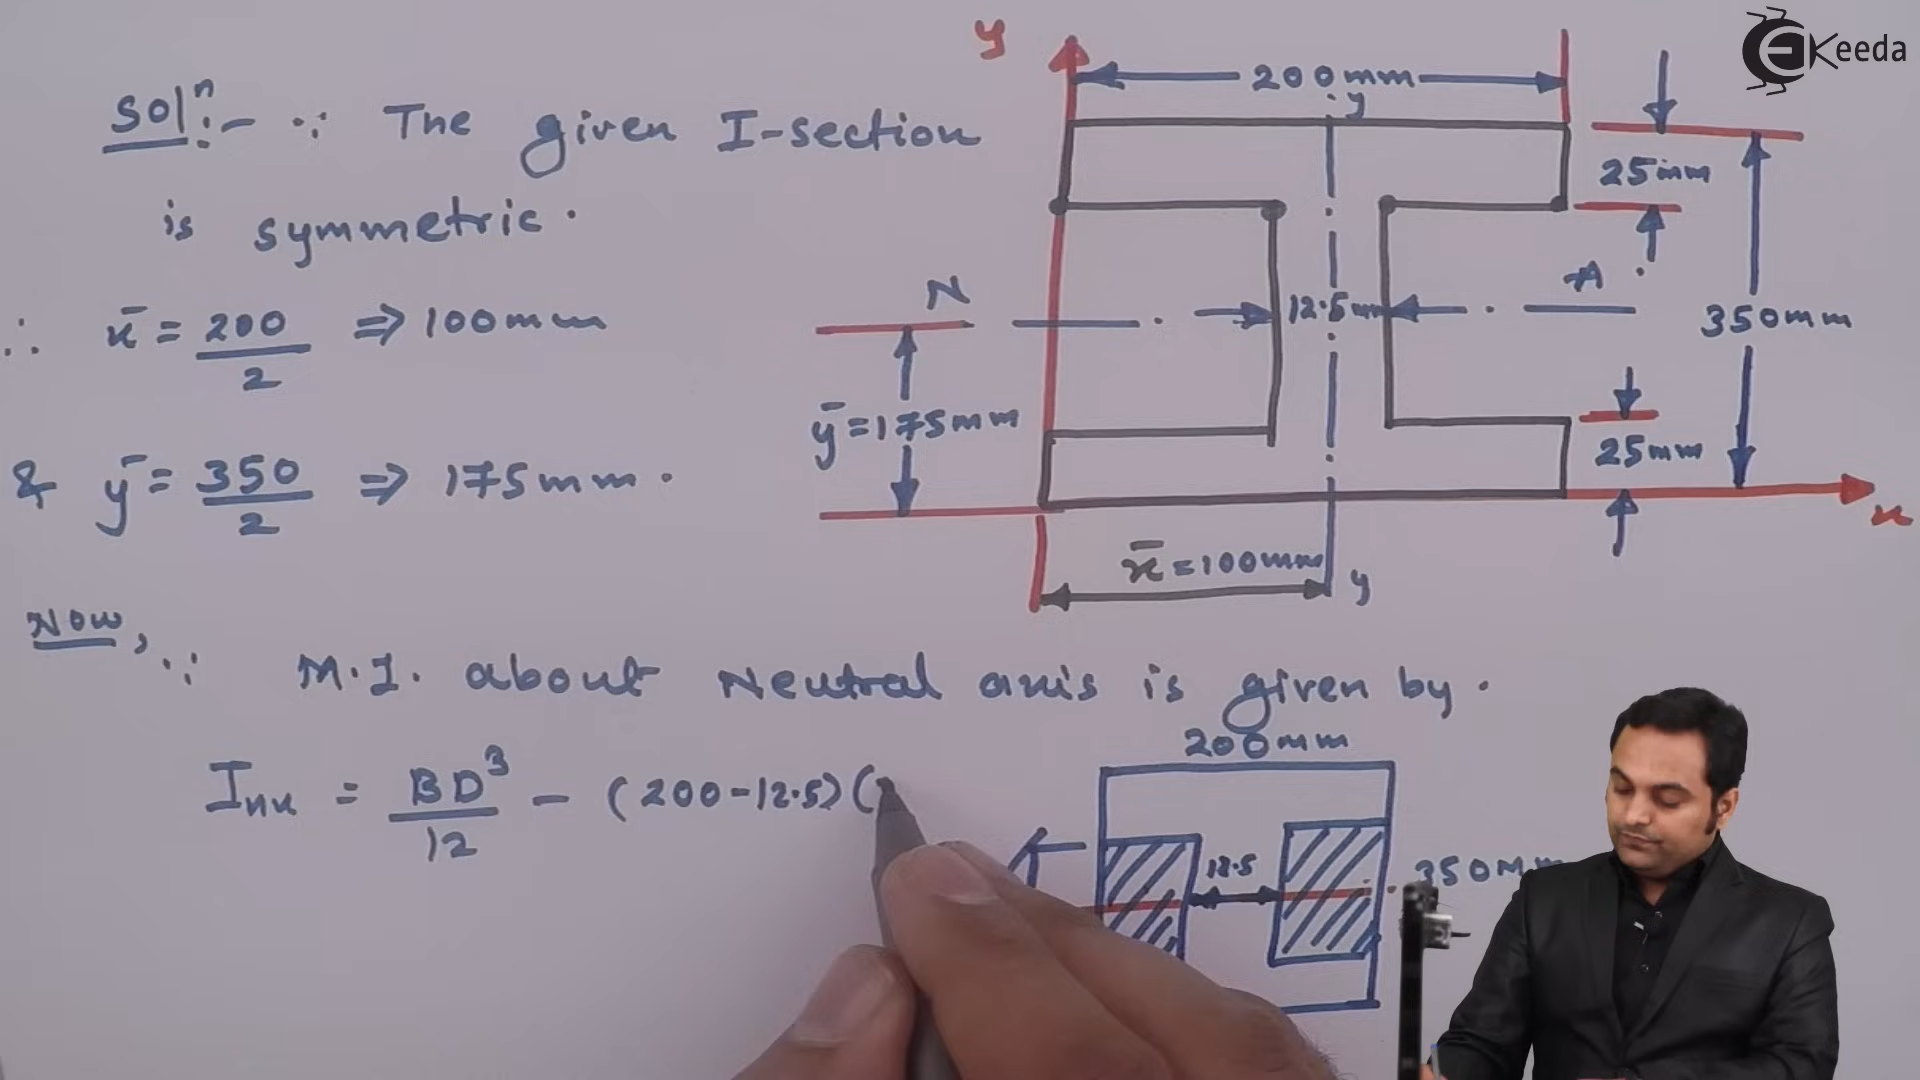 Solⁿ:- ∵ The given I-section
is symmetric.
∴ x̄ = 200/2 ⇒ 100mm
& ȳ = 350/2 ⇒ 175mm.
Now, ∵ M.I. about Neutral axis is given by.
Ixx = BD³/12 - (200-12.5)(
y
200mm
y
25mm
N
12.5mm
A
350mm
ȳ=175mm
25mm
x
x̄=100mm
y
200mm
12.5
350mm
EKeeda